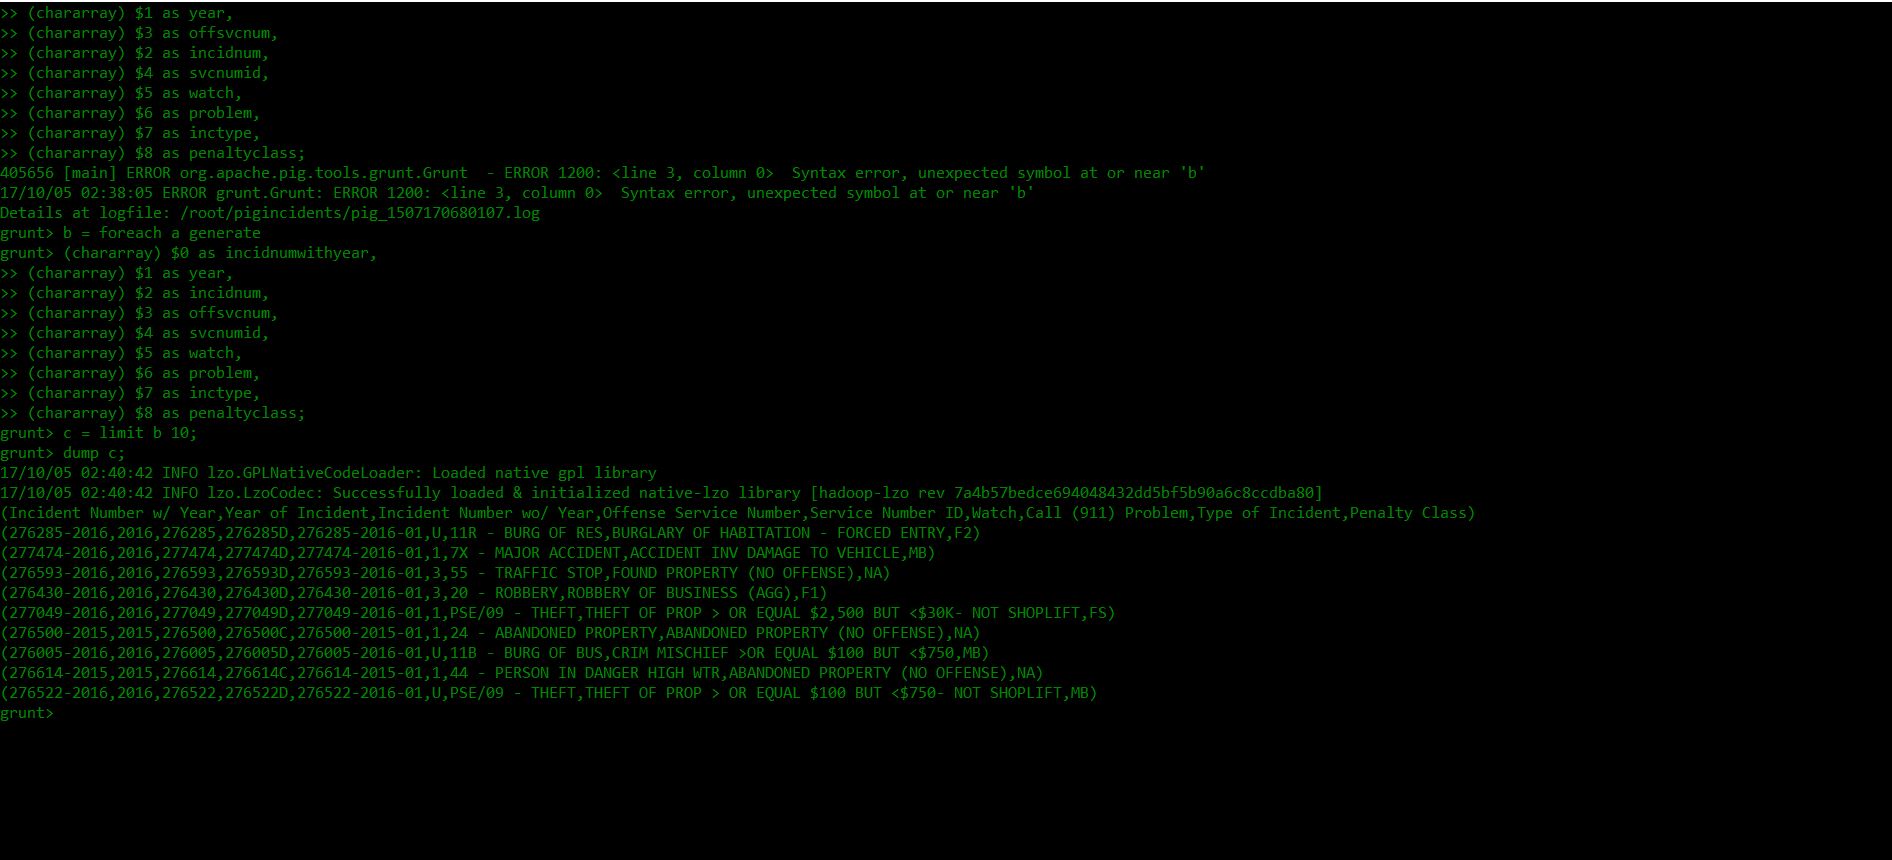 >> (chararray) $1 as year,
>> (chararray) $3 as offsvcnum,
>> (chararray) $2 as incidnum,
>> (chararray) $4 as svcnumid,
>> (chararray) $5 as watch,
>> (chararray) $6 as problem,
>> (chararray) $7 as inctype,
>> (chararray) $8 as penaltyclass;
405656 [main] ERROR org.apache.pig.tools.grunt.Grunt  - ERROR 1200: <line 3, column 0>  Syntax error, unexpected symbol at or near 'b'
17/10/05 02:38:05 ERROR grunt.Grunt: ERROR 1200: <line 3, column 0>  Syntax error, unexpected symbol at or near 'b'
Details at logfile: /root/pigincidents/pig_1507170680107.log
grunt> b = foreach a generate
grunt> (chararray) $0 as incidnumwithyear,
>> (chararray) $1 as year,
>> (chararray) $2 as incidnum,
>> (chararray) $3 as offsvcnum,
>> (chararray) $4 as svcnumid,
>> (chararray) $5 as watch,
>> (chararray) $6 as problem,
>> (chararray) $7 as inctype,
>> (chararray) $8 as penaltyclass;
grunt> c = limit b 10;
grunt> dump c;
17/10/05 02:40:42 INFO lzo.GPLNativeCodeLoader: Loaded native gpl library
17/10/05 02:40:42 INFO lzo.LzoCodec: Successfully loaded & initialized native-lzo library [hadoop-lzo rev 7a4b57bedce694048432dd5bf5b90a6c8ccdba80]
(Incident Number w/ Year,Year of Incident,Incident Number wo/ Year,Offense Service Number,Service Number ID,Watch,Call (911) Problem,Type of Incident,Penalty Class)
(276285-2016,2016,276285,276285D,276285-2016-01,U,11R - BURG OF RES,BURGLARY OF HABITATION - FORCED ENTRY,F2)
(277474-2016,2016,277474,277474D,277474-2016-01,1,7X - MAJOR ACCIDENT,ACCIDENT INV DAMAGE TO VEHICLE,MB)
(276593-2016,2016,276593,276593D,276593-2016-01,3,55 - TRAFFIC STOP,FOUND PROPERTY (NO OFFENSE),NA)
(276430-2016,2016,276430,276430D,276430-2016-01,3,20 - ROBBERY,ROBBERY OF BUSINESS (AGG),F1)
(277049-2016,2016,277049,277049D,277049-2016-01,1,PSE/09 - THEFT,THEFT OF PROP > OR EQUAL $2,500 BUT <$30K- NOT SHOPLIFT,FS)
(276500-2015,2015,276500,276500C,276500-2015-01,1,24 - ABANDONED PROPERTY,ABANDONED PROPERTY (NO OFFENSE),NA)
(276005-2016,2016,276005,276005D,276005-2016-01,U,11B - BURG OF BUS,CRIM MISCHIEF >OR EQUAL $100 BUT <$750,MB)
(276614-2015,2015,276614,276614C,276614-2015-01,1,44 - PERSON IN DANGER HIGH WTR,ABANDONED PROPERTY (NO OFFENSE),NA)
(276522-2016,2016,276522,276522D,276522-2016-01,U,PSE/09 - THEFT,THEFT OF PROP > OR EQUAL $100 BUT <$750- NOT SHOPLIFT,MB)
grunt>